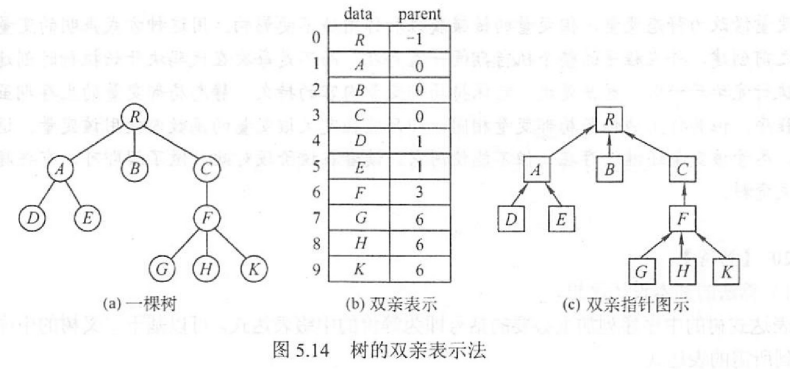 data parent
0 R -1
1 A 0
2 B 0
3 C 0
4 D 1
5 E 1
6 F 3
7 G 6
8 H 6
9 K 6
R
A B C
D E F
G H K
(a) 一棵树
(b) 双亲表示
R
A B C
D E F
G H K
(c) 双亲指针图示
图 5.14 树的双亲表示法